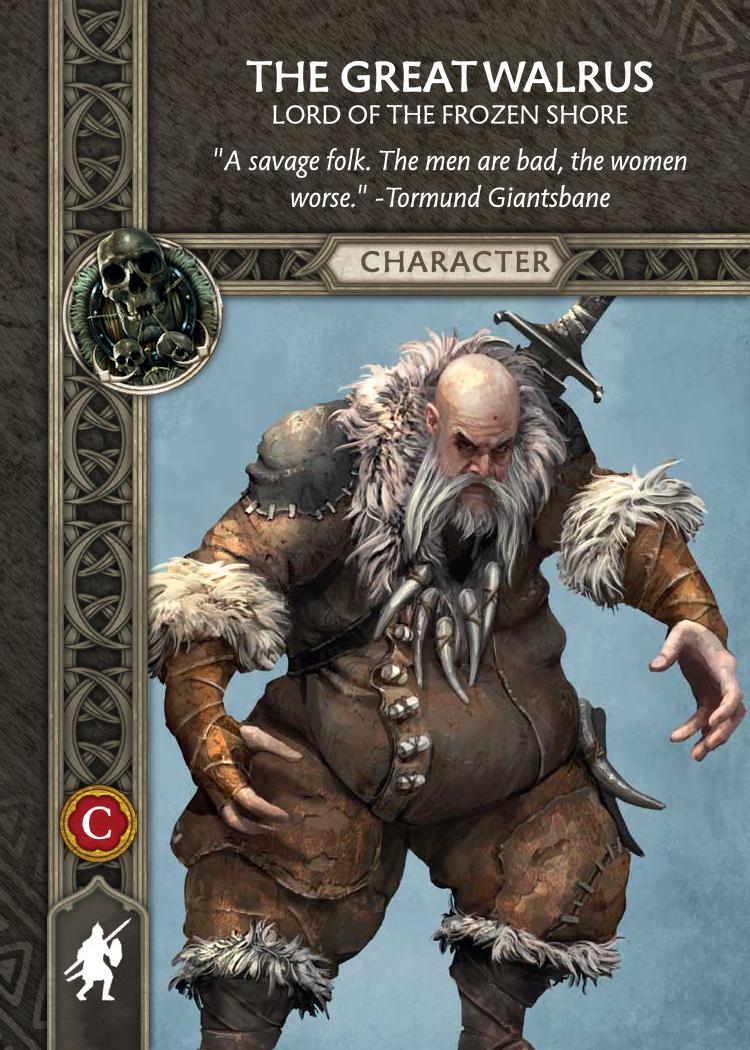 THE GREAT WALRUS
LORD OF THE FROZEN SHORE
"A savage folk. The men are bad, the women
worse." -Tormund Giantsbane
CHARACTER
C